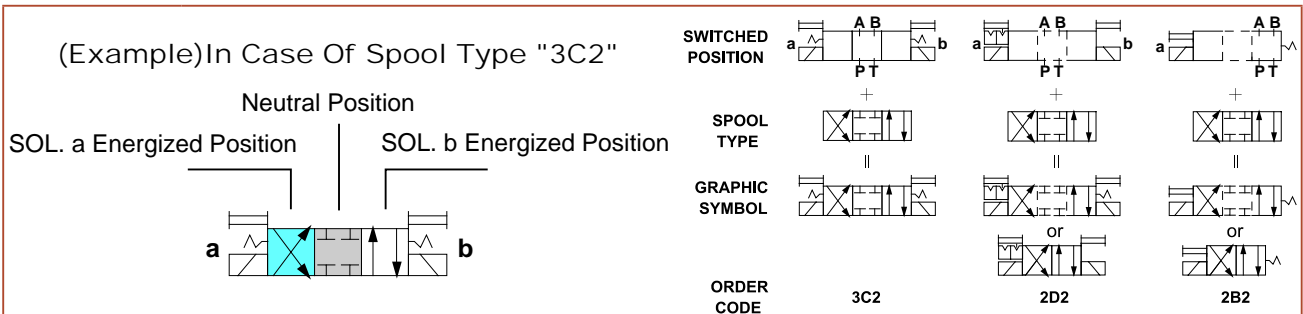 (Example)In Case Of Spool Type "3C2"
Neutral Position
SOL. a Energized Position
SOL. b Energized Position
a
b
SWITCHED
POSITION
A B
a
b
P T
A B
a
b
P T
A B
a
P T
+
+
+
SPOOL
TYPE
=
=
=
GRAPHIC
SYMBOL
or
or
ORDER
CODE
3C2
2D2
2B2